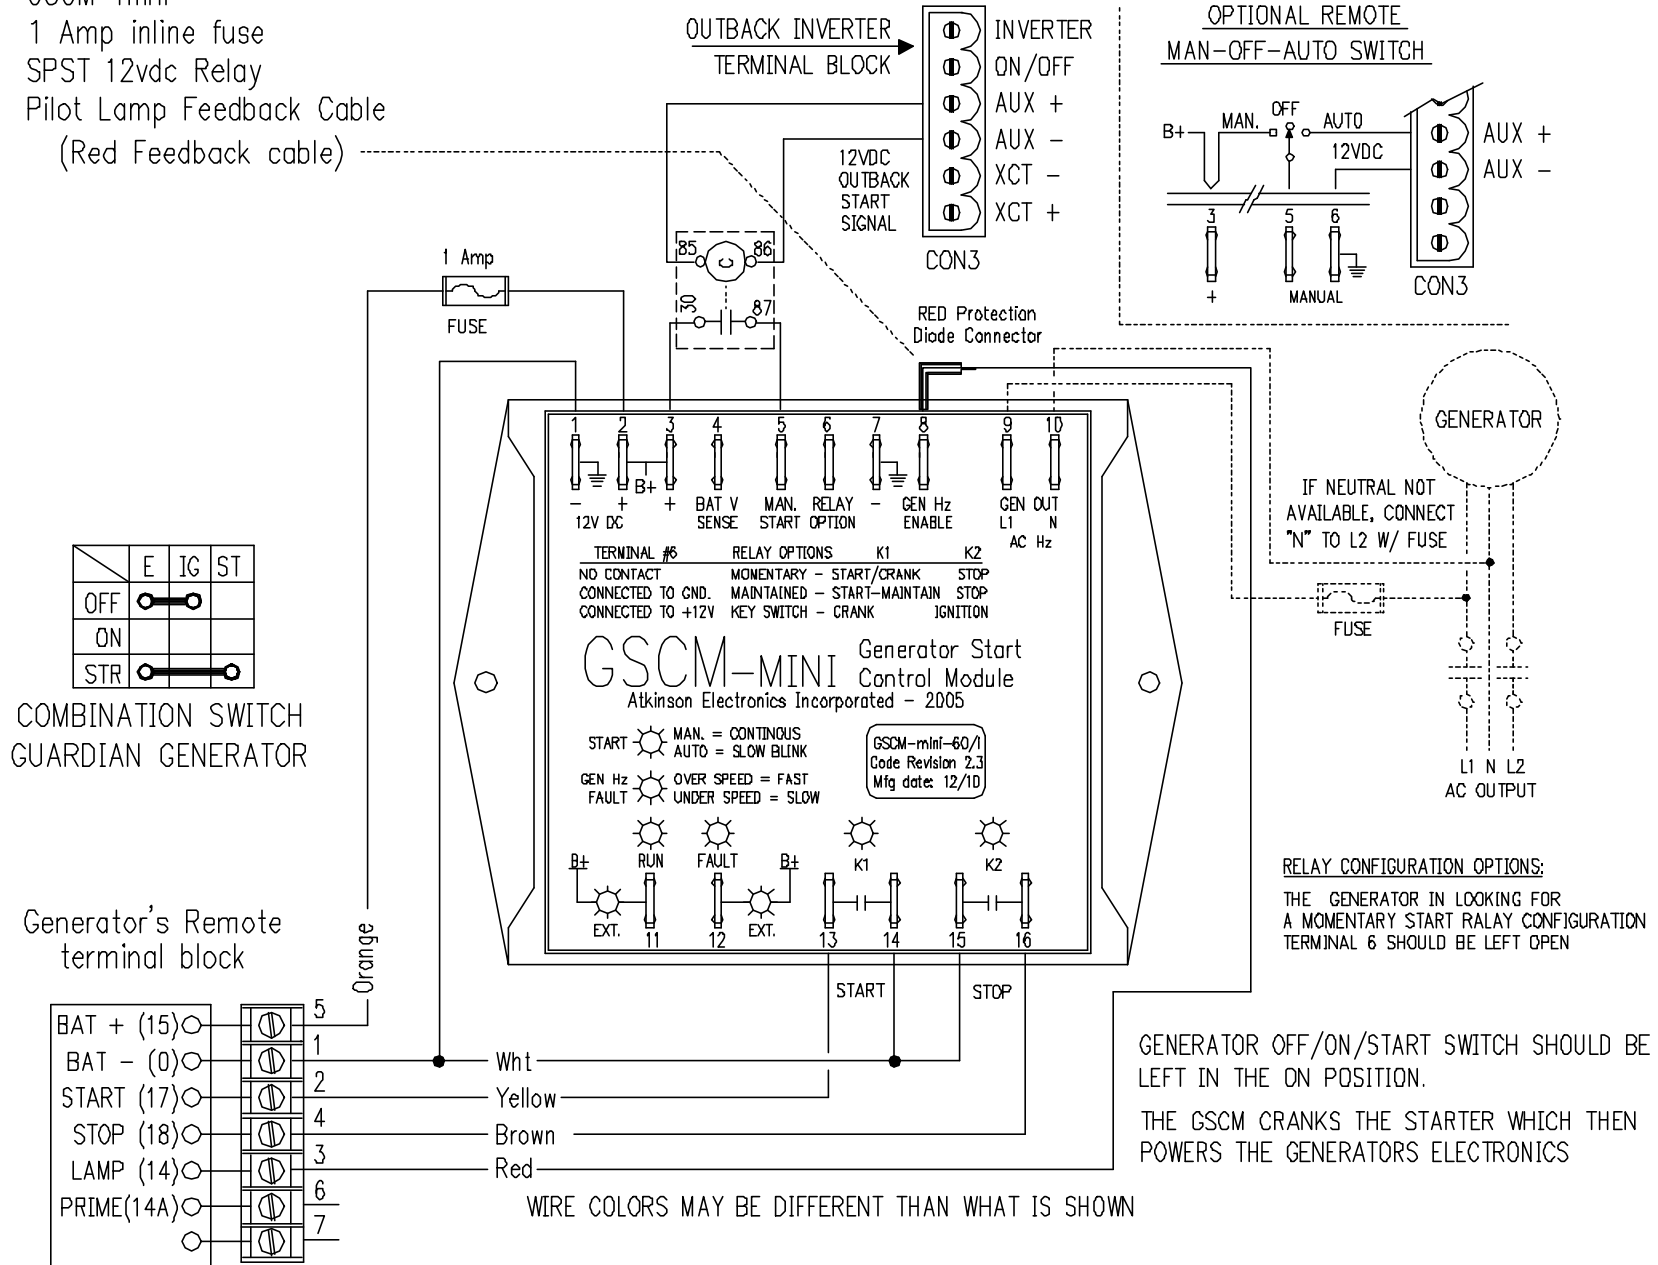 1 Amp inline fuse
SPST 12vdc Relay
Pilot Lamp Feedback Cable
(Red Feedback cable)
OUTBACK INVERTER
TERMINAL BLOCK
INVERTER
ON/OFF
AUX +
AUX -
XCT -
XCT +
12VDC
OUTBACK
START
SIGNAL
CON3
OPTIONAL REMOTE
MAN-OFF-AUTO SWITCH
B+
MAN.
OFF
AUTO
12VDC
AUX +
AUX -
3
5
6
+
MANUAL
CON3
1 Amp
FUSE
85
86
C
30
87
RED Protection
Diode Connector
GENERATOR
IF NEUTRAL NOT
AVAILABLE, CONNECT
"N" TO L2 W/ FUSE
FUSE
L1 N L2
AC OUTPUT
1 2 3 4 5 6 7 8 9 10
B+
- + + BAT V MAN. RELAY - GEN Hz GEN OUT
12V DC SENSE START OPTION ENABLE L1 N
AC Hz
TERMINAL #6 RELAY OPTIONS K1 K2
NO CONTACT MOMENTARY - START/CRANK STOP
CONNECTED TO GND. MAINTAINED - START-MAINTAIN STOP
CONNECTED TO +12V KEY SWITCH - CRANK IGNITION
GSCM-MINI
Generator Start
Control Module
Atkinson Electronics Incorporated - 2005
START
MAN. = CONTINOUS
AUTO = SLOW BLINK
GEN Hz
FAULT
OVER SPEED = FAST
UNDER SPEED = SLOW
GSCM-mini-60/1
Code Revision 2.3
Mfg date: 12/10
B+ RUN FAULT B+ K1 K2
EXT. 11 12 EXT. 13 14 15 16
START
STOP
E IG ST
OFF
ON
STR
COMBINATION SWITCH
GUARDIAN GENERATOR
RELAY CONFIGURATION OPTIONS:
THE GENERATOR IN LOOKING FOR
A MOMENTARY START RALAY CONFIGURATION
TERMINAL 6 SHOULD BE LEFT OPEN
Generator's Remote
terminal block
Orange
BAT + (15) 5
BAT - (0) 1 Wht
START (17) 2 Yellow
STOP (18) 4 Brown
LAMP (14) 3 Red
PRIME(14A) 6
7
GENERATOR OFF/ON/START SWITCH SHOULD BE
LEFT IN THE ON POSITION.
THE GSCM CRANKS THE STARTER WHICH THEN
POWERS THE GENERATORS ELECTRONICS
WIRE COLORS MAY BE DIFFERENT THAN WHAT IS SHOWN